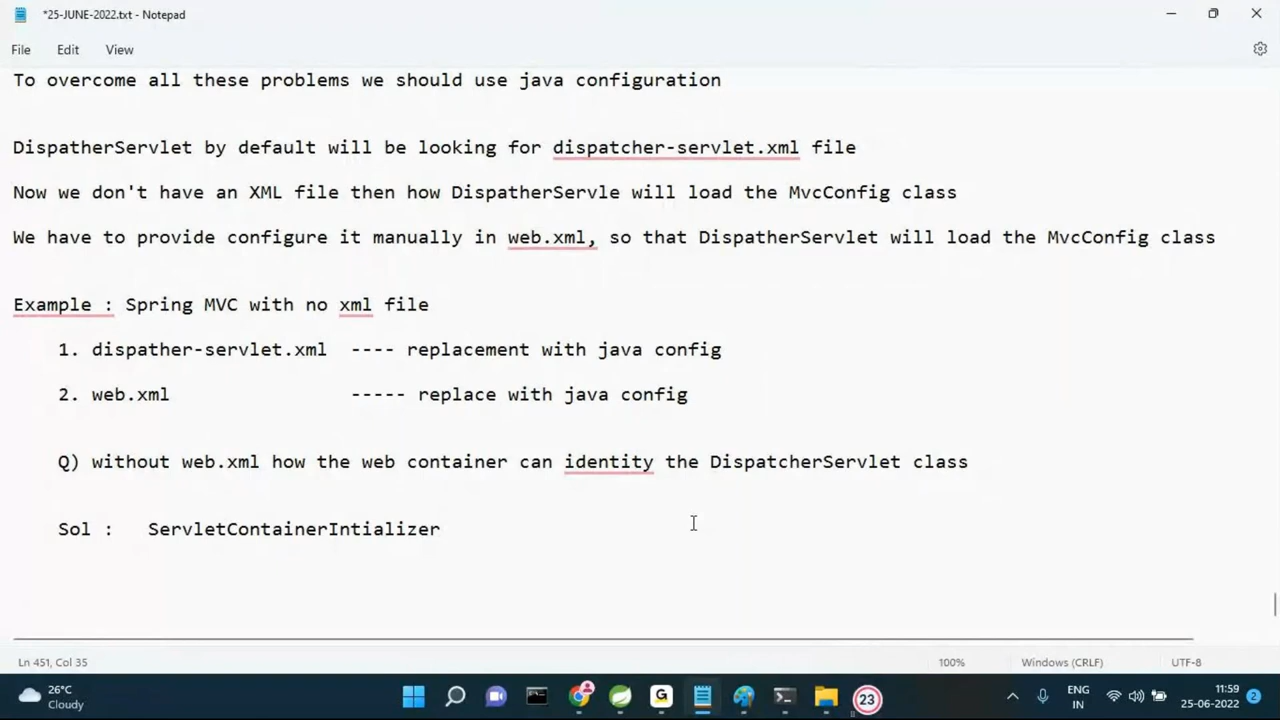 *25-JUNE-2022.txt - Notepad
File Edit View
To overcome all these problems we should use java configuration
DispatherServlet by default will be looking for dispatcher-servlet.xml file
Now we don't have an XML file then how DispatherServle will load the MvcConfig class
We have to provide configure it manually in web.xml, so that DispatherServlet will load the MvcConfig class
Example : Spring MVC with no xml file
1. dispather-servlet.xml ---- replacement with java config
2. web.xml ----- replace with java config
Q) without web.xml how the web container can identity the DispatcherServlet class
Sol : ServletContainerIntializer
Ln 451, Col 35 100% Windows (CRLF) UTF-8
26°C
Cloudy
G
23
ENG
IN
11:59
25-06-2022
2